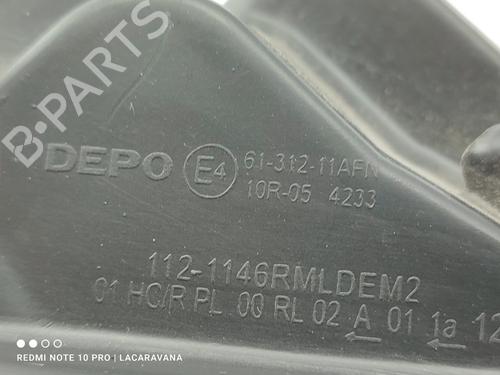 DEPO E4 61-312-11AFN
10R-05 4233
112-1146RMLDEM2
01 HC/R PL 00 RL 02 A 01 1a 12
B-PARTS
REDMI NOTE 10 PRO | LACARAVANA